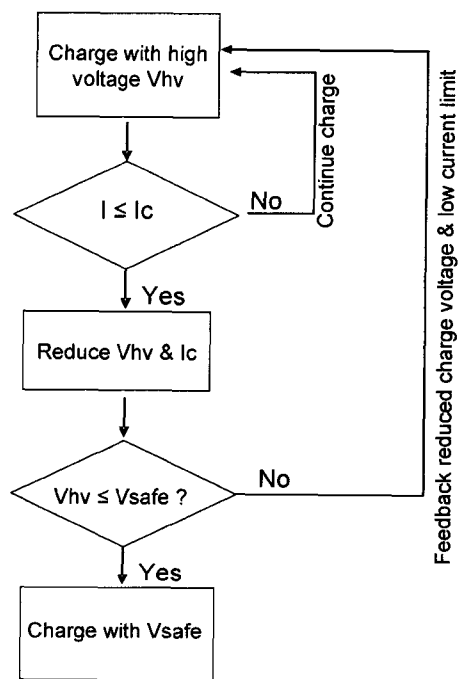 Charge with high
voltage Vhv
I ≤ Ic
No
Continue charge
Yes
Reduce Vhv & Ic
Vhv ≤ Vsafe ?
No
Feedback reduced charge voltage & low current limit
Yes
Charge with Vsafe